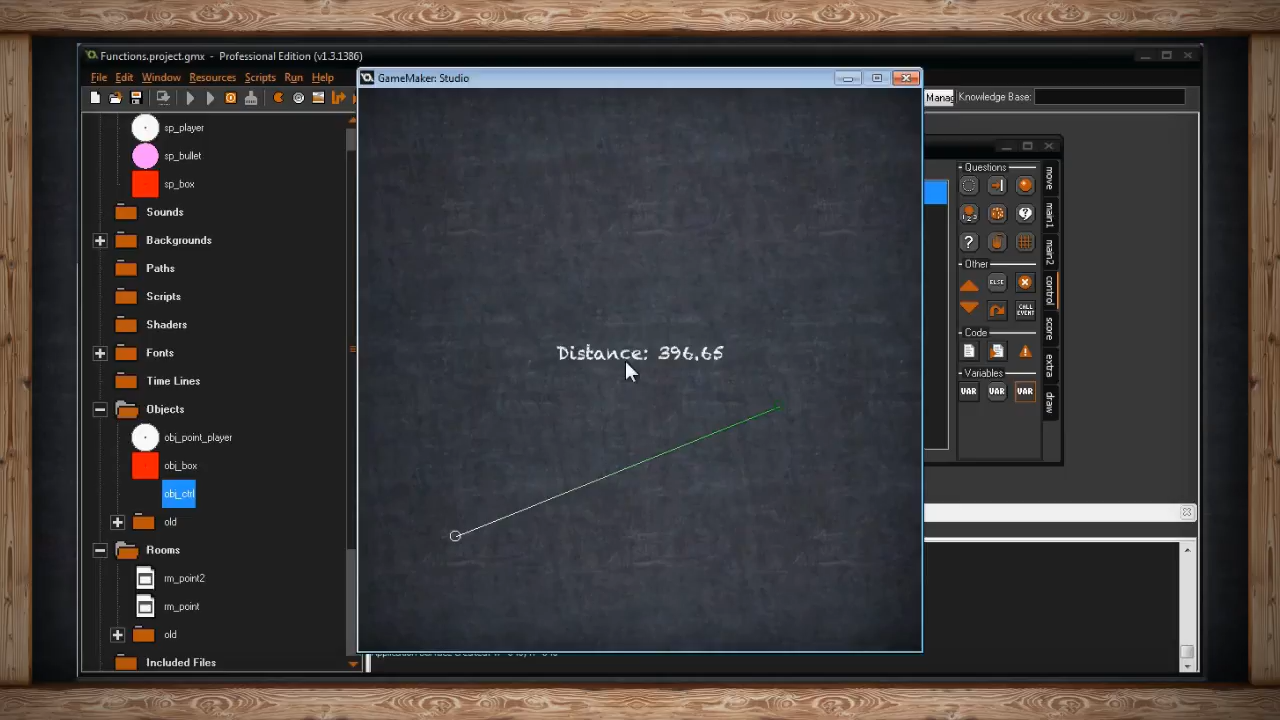 Functions.project.gmx - Professional Edition (v1.3.1386)
File Edit Window Resources Scripts Run Help
GameMaker: Studio
Manag Knowledge Base:
sp_player
sp_bullet
sp_box
Sounds
Backgrounds
Paths
Scripts
Shaders
Fonts
Time Lines
Objects
obj_point_player
obj_box
obj_ctrl
old
Rooms
rm_point2
rm_point
old
Included Files
Distance: 396.65
Questions
Other
ELSE
CALL EVENT
Code
Variables
VAR VAR VAR
move
main1
main2
control
score
extra
draw